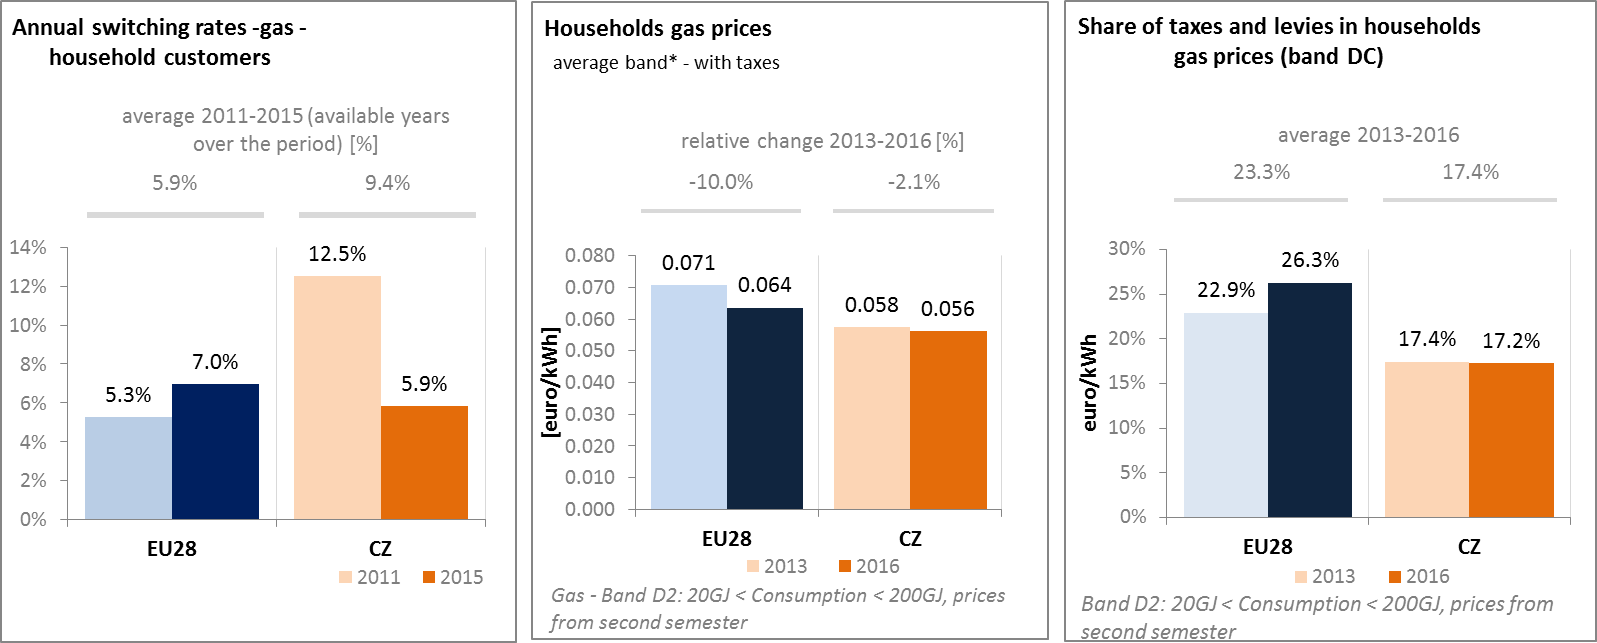 Annual switching rates -gas -
household customers
average 2011-2015 (available years
over the period) [%]
5.9%
9.4%
14%
12%
10%
8%
6%
4%
2%
0%
5.3%
7.0%
12.5%
5.9%
EU28
CZ
2011
2015
Households gas prices
average band* - with taxes
relative change 2013-2016 [%]
-10.0%
-2.1%
[euro/kWh]
0.080
0.070
0.060
0.050
0.040
0.030
0.020
0.010
0.000
0.071
0.064
0.058
0.056
EU28
CZ
2013
2016
Gas - Band D2: 20GJ < Consumption < 200GJ, prices
from second semester
Share of taxes and levies in households
gas prices (band DC)
average 2013-2016
23.3%
17.4%
euro/kWh
30%
25%
20%
15%
10%
5%
0%
22.9%
26.3%
17.4%
17.2%
EU28
CZ
2013
2016
Band D2: 20GJ < Consumption < 200GJ, prices from
second semester